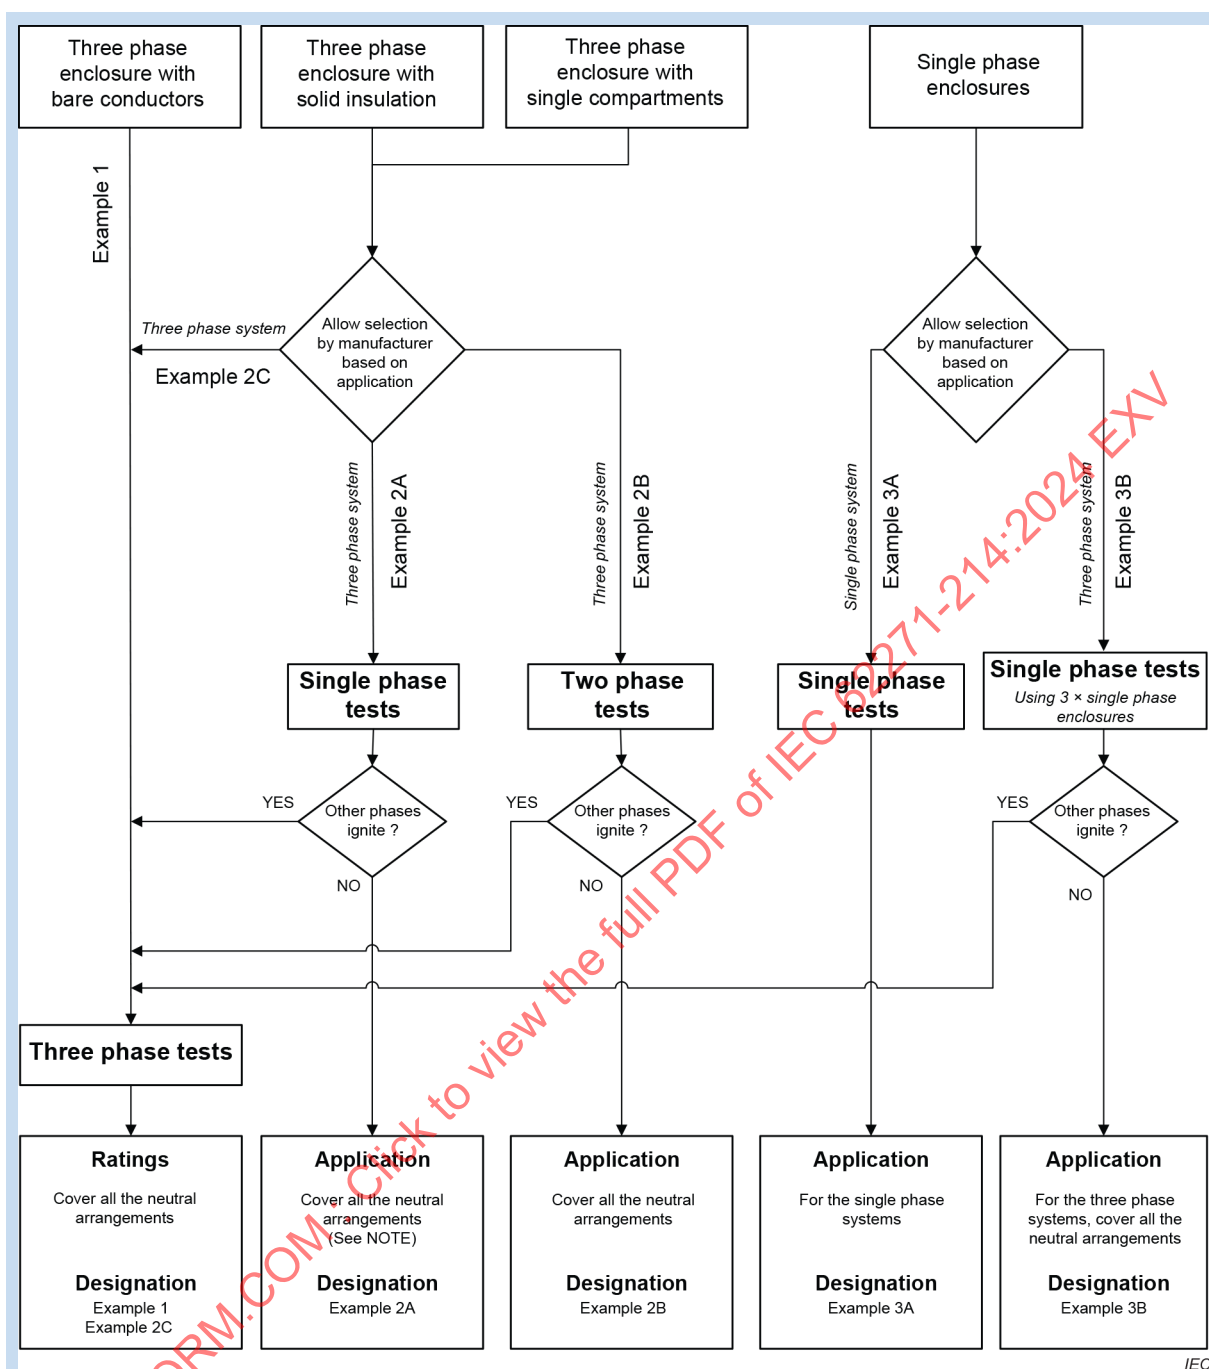 Three phase
enclosure with
bare conductors
Three phase
enclosure with
solid insulation
Three phase
enclosure with
single compartments
Single phase
enclosures
Example 1
Three phase system
Example 2C
Allow selection
by manufacturer
based on
application
Allow selection
by manufacturer
based on
application
Three phase system
Example 2A
Three phase system
Example 2B
Single phase system
Example 3A
Three phase system
Example 3B
Single phase
tests
Two phase
tests
Single phase
tests
Single phase tests
Using 3 × single phase
enclosures
YES
Other phases
ignite ?
NO
YES
Other phases
ignite ?
NO
YES
Other phases
ignite ?
NO
Three phase tests
Ratings
Cover all the neutral
arrangements
Designation
Example 1
Example 2C
Application
Cover all the neutral
arrangements
(See NOTE)
Designation
Example 2A
Application
Cover all the neutral
arrangements
Designation
Example 2B
Application
For the single phase
systems
Designation
Example 3A
Application
For the three phase
systems, cover all the
neutral arrangements
Designation
Example 3B
IEC
ORM.COM : Click to view the full PDF of IEC 62271-214:2024 EXV